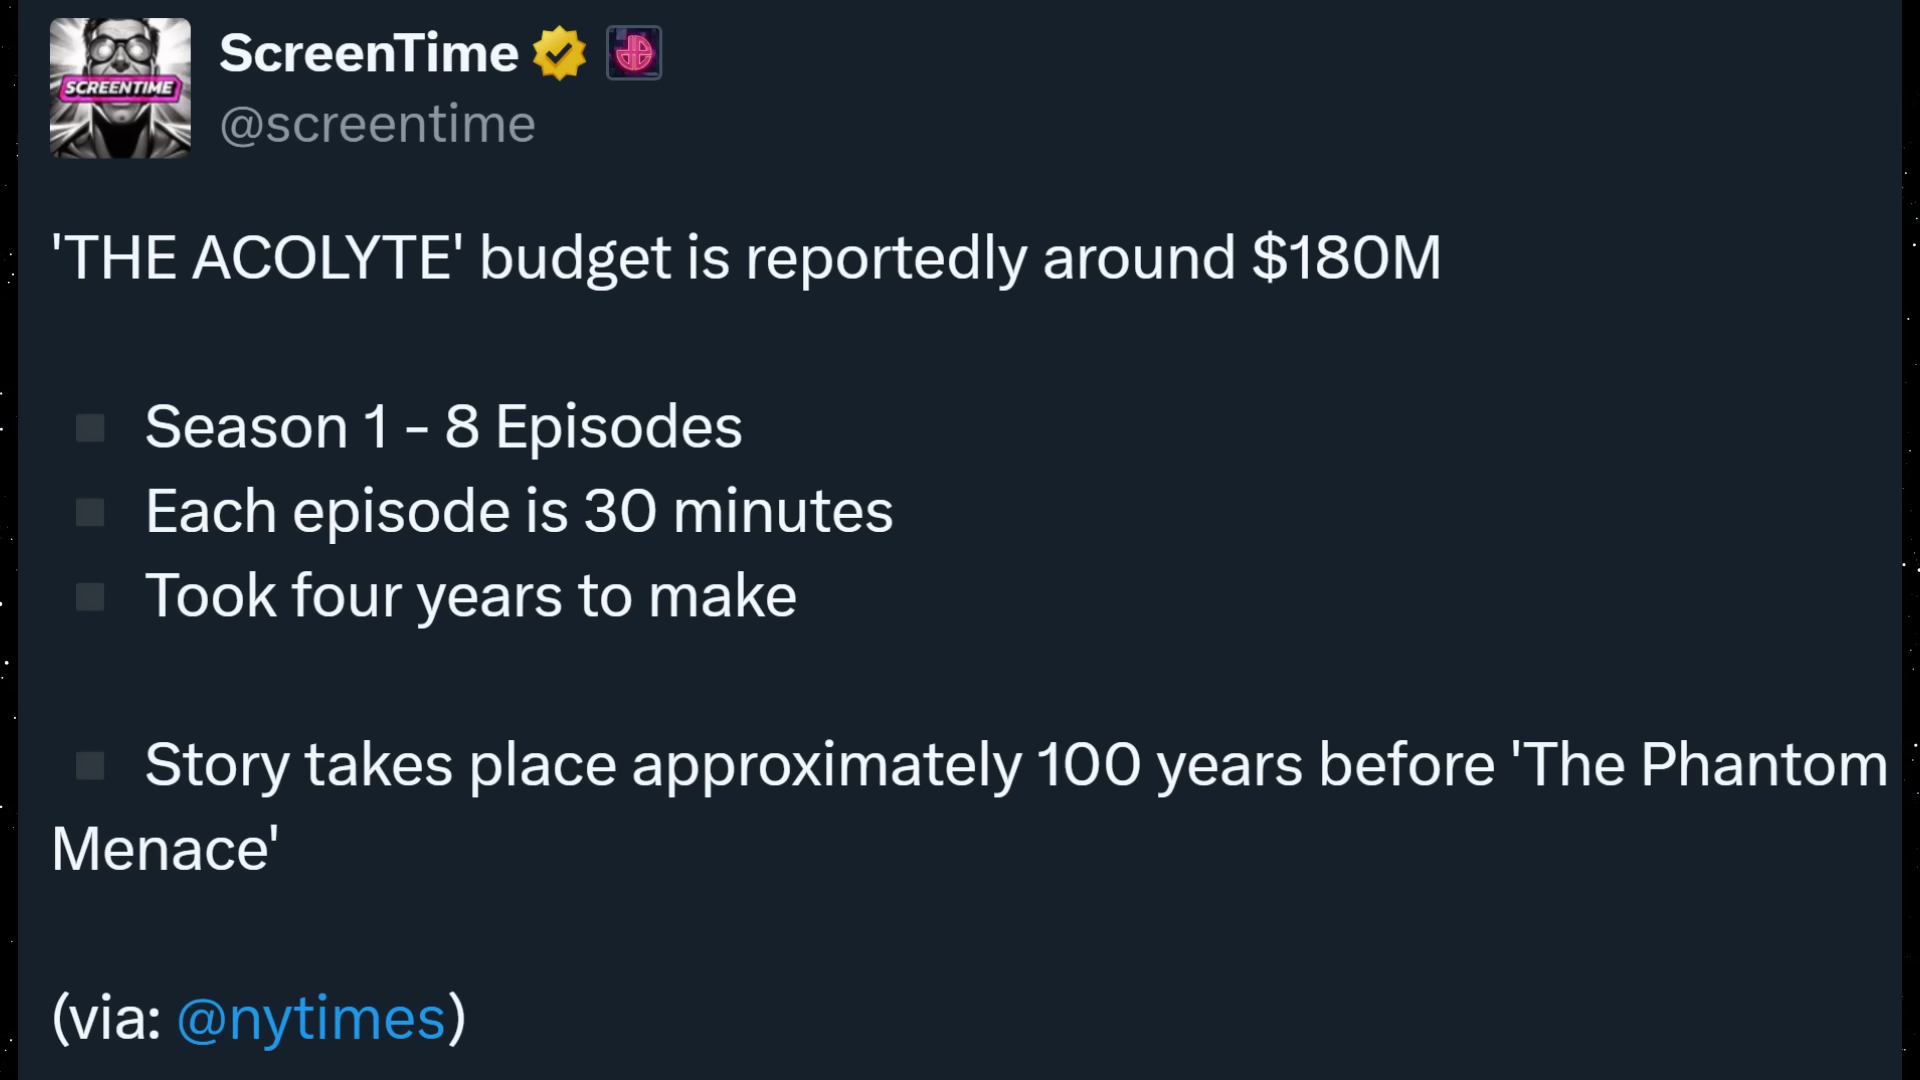 SCREENTIME
ScreenTime
@screentime
'THE ACOLYTE' budget is reportedly around $180M
Season 1 - 8 Episodes
Each episode is 30 minutes
Took four years to make
Story takes place approximately 100 years before 'The Phantom
Menace'
(via: @nytimes)